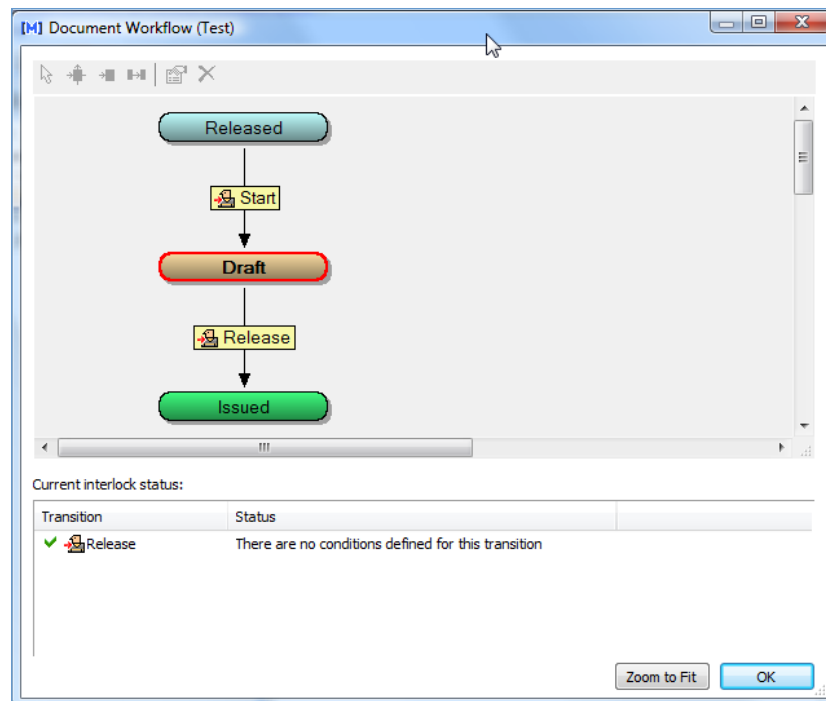 [M] Document Workflow (Test)
Released
Start
Draft
Release
Issued
Current interlock status:
Transition Status
Release There are no conditions defined for this transition
Zoom to Fit OK